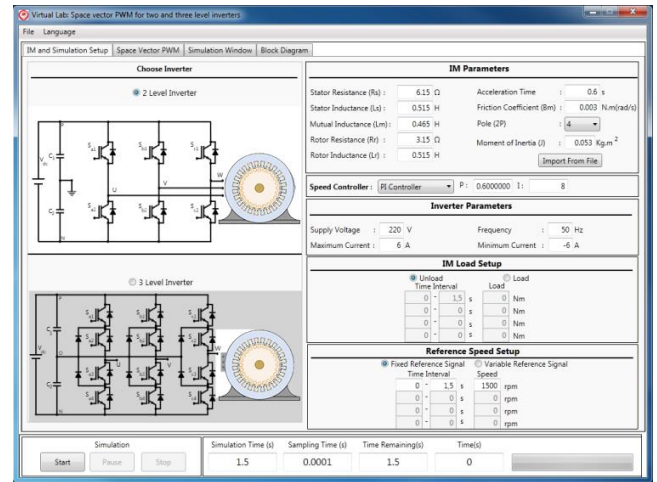 Virtual Lab: Space vector PWM for two and three level inverters
File Language
IM and Simulation Setup Space Vector PWM Simulation Window Block Diagram
Choose Inverter
2 Level Inverter
C1
C2
Sa1 Sb1 Sc1
U V W
N
3 Level Inverter
U V W
N
IM Parameters
Stator Resistance (Rs) : 6.15 Ω Acceleration Time : 0.6 s
Stator Inductance (Ls) : 0.515 H Friction Coefficient (Bm) : 0.003 N.m(rad/s)
Mutual Inductance (Lm) : 0.465 H Pole (2P) : 4
Rotor Resistance (Rr) : 3.15 Ω Moment of Inertia (J) : 0.053 Kg.m2
Rotor Inductance (Lr) : 0.515 H
Import From File
Speed Controller : PI Controller P : 0.6000000 I : 8
Inverter Parameters
Supply Voltage : 220 V Frequency : 50 Hz
Maximum Current : 6 A Minimum Current : -6 A
IM Load Setup
Unload Load
Time Interval Load
0 - 1,5 s 0 Nm
0 - 0 s 0 Nm
0 - 0 s 0 Nm
0 - 0 s 0 Nm
Reference Speed Setup
Fixed Reference Signal Variable Reference Signal
Time Interval Speed
0 - 1,5 s 1500 rpm
0 - 0 s 0 rpm
0 - 0 s 0 rpm
0 - 0 s 0 rpm
Simulation Simulation Time (s) Sampling Time (s) Time Remaining(s) Time(s)
Start Pause Stop 1.5 0.0001 1.5 0